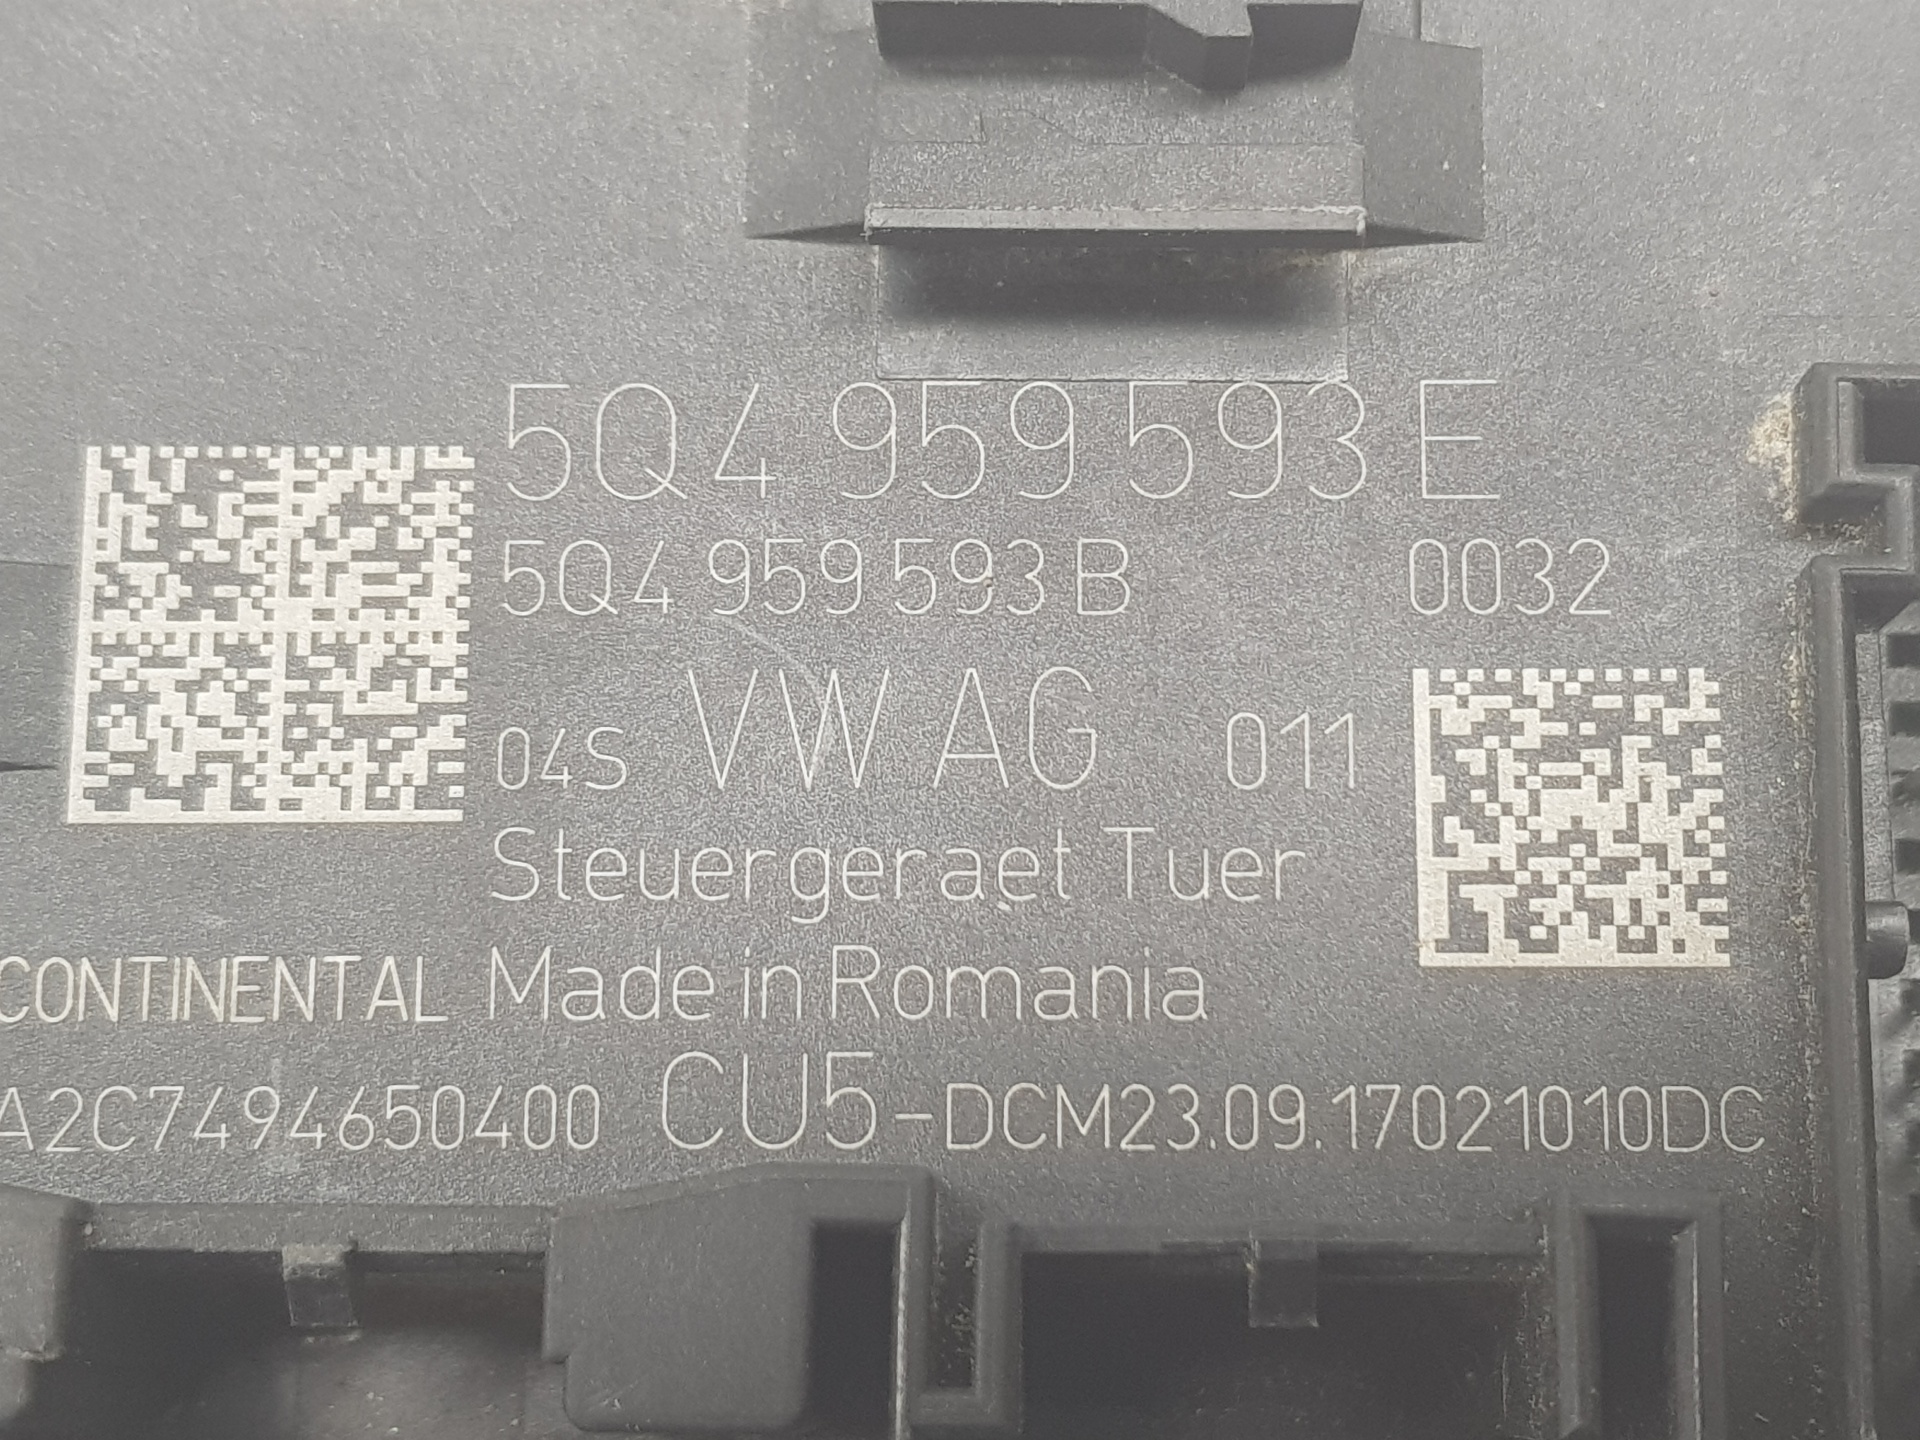 5Q4 959 593 E
5Q4 959 593 B 0032
04S VW AG 011
Steuergeraet Tuer
CONTINENTAL Made in Romania
A2C7494650400 CU5-DCM23.09.17021010DC